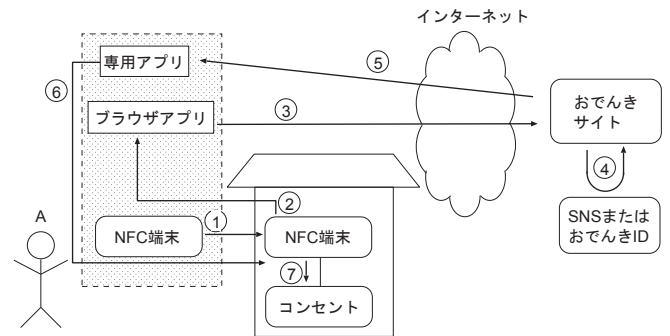 インターネット
専用アプリ
⑤
⑥
ブラウザアプリ
③
おでんき
サイト
④
A
②
①
NFC端末
NFC端末
SNSまたは
おでんきID
⑦
コンセント